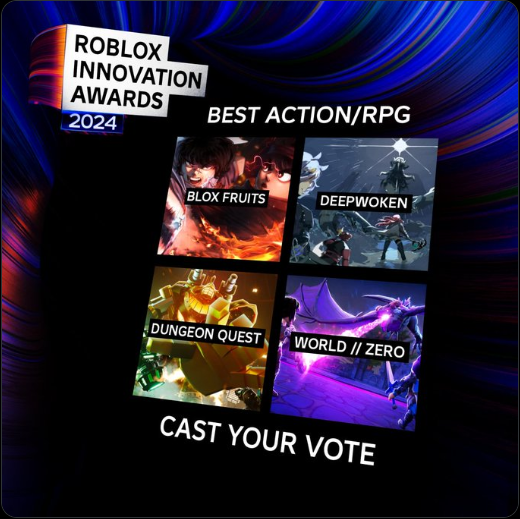 ROBLOX
INNOVATION
AWARDS
2024
BEST ACTION/RPG
BLOX FRUITS
DEEPWOKEN
DUNGEON QUEST
WORLD // ZERO
CAST YOUR VOTE